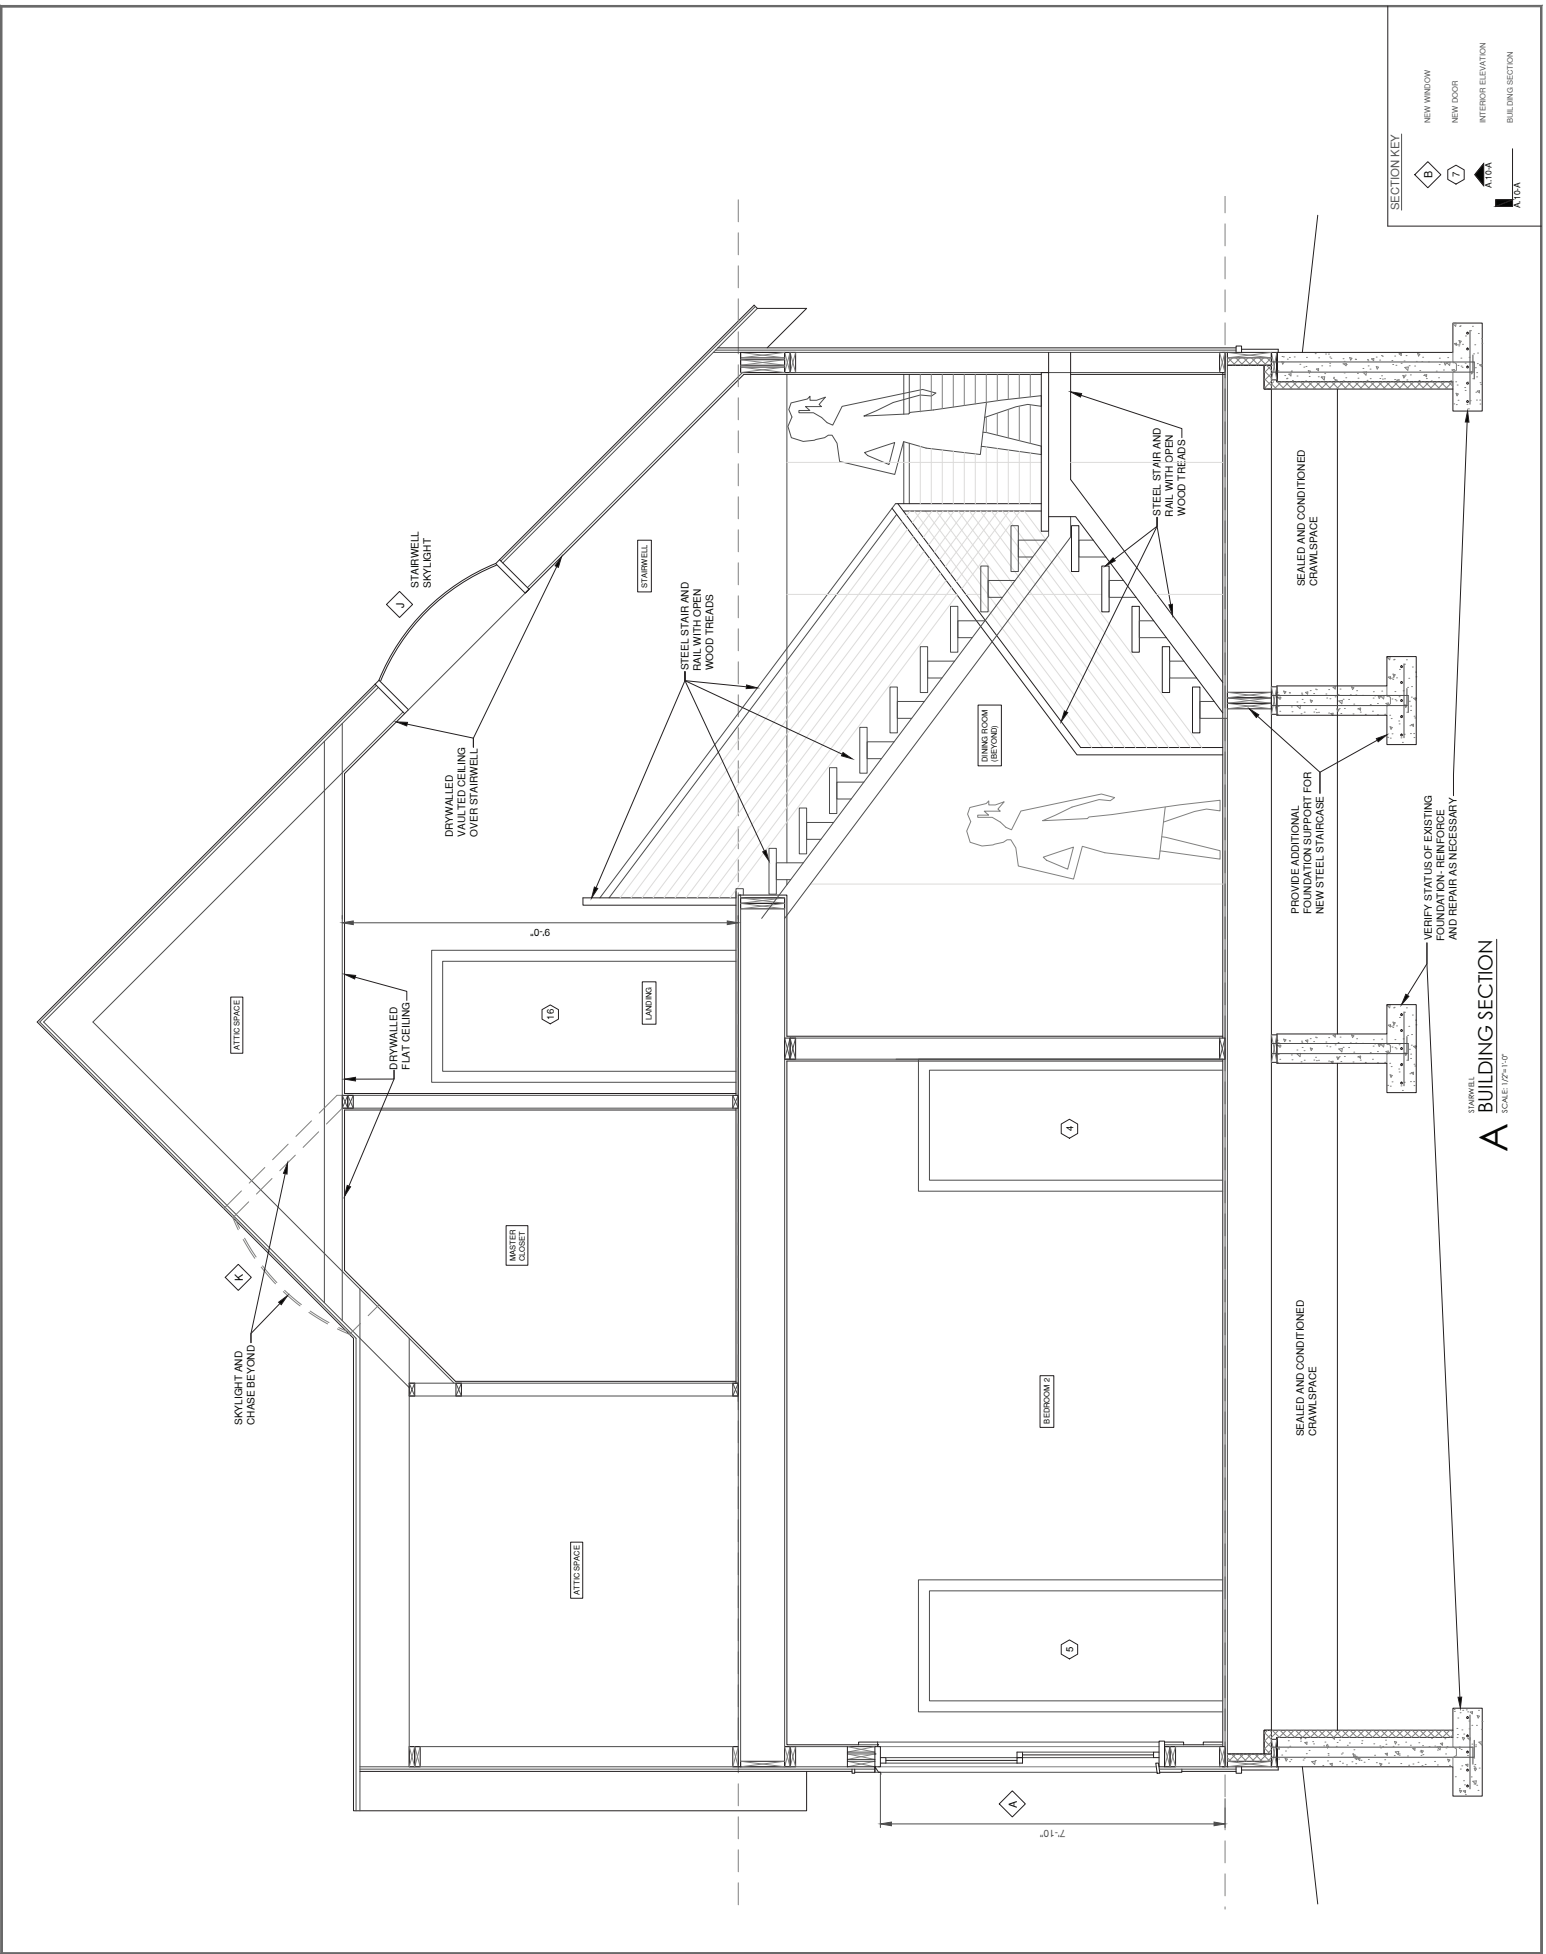 SKYLIGHT AND
CHASE BEYOND
K
ATTIC SPACE
J
STAIRWELL
SKYLIGHT
DRYWALLED
FLAT CEILING
DRYWALLED
VAULTED CEILING
OVER STAIRWELL
ATTIC SPACE
MASTER
CLOSET
16
LANDING
9'-0"
STEEL STAIR AND
RAIL WITH OPEN
WOOD TREADS
STAIRWELL
A
7'-10"
5
BEDROOM 2
4
DINING ROOM
(BEYOND)
STEEL STAIR AND
RAIL WITH OPEN
WOOD TREADS
SEALED AND CONDITIONED
CRAWLSPACE
PROVIDE ADDITIONAL
FOUNDATION SUPPORT FOR
NEW STEEL STAIRCASE
SEALED AND CONDITIONED
CRAWLSPACE
VERIFY STATUS OF EXISTING
FOUNDATION- REINFORCE
AND REPAIR AS NECESSARY
A
STAIRWELL
BUILDING SECTION
SCALE: 1/2"=1'-0"
SECTION KEY
B NEW WINDOW
7 NEW DOOR
A.10-A INTERIOR ELEVATION
A.10-A BUILDING SECTION